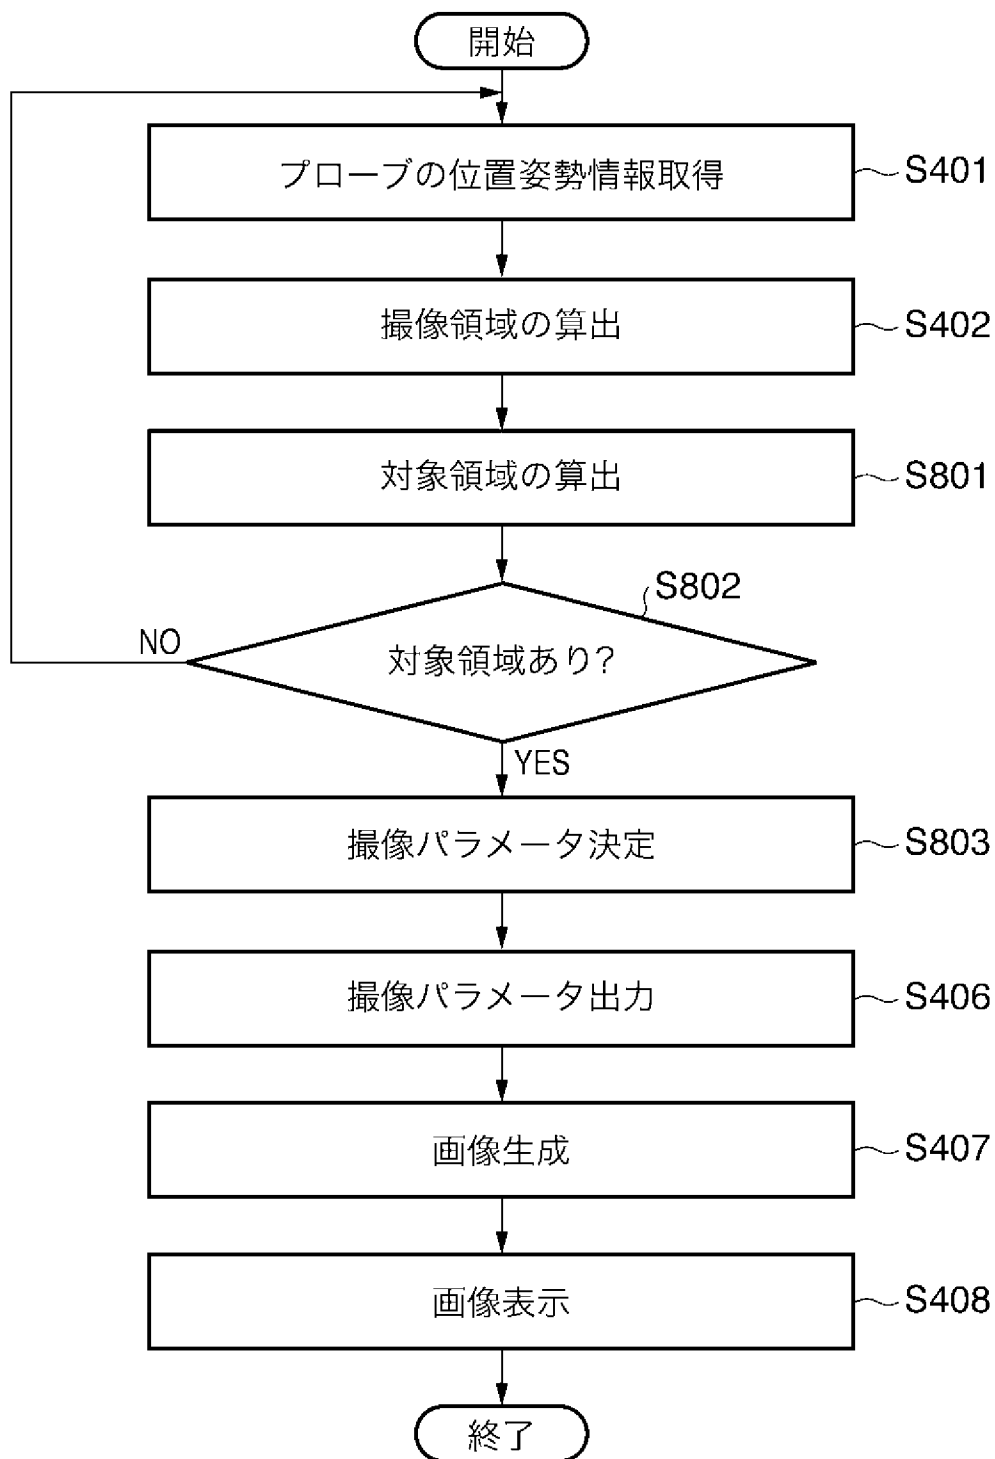 開始
プローブの位置姿勢情報取得
S401
撮像領域の算出
S402
対象領域の算出
S801
S802
対象領域あり?
NO
YES
撮像パラメータ決定
S803
撮像パラメータ出力
S406
画像生成
S407
画像表示
S408
終了